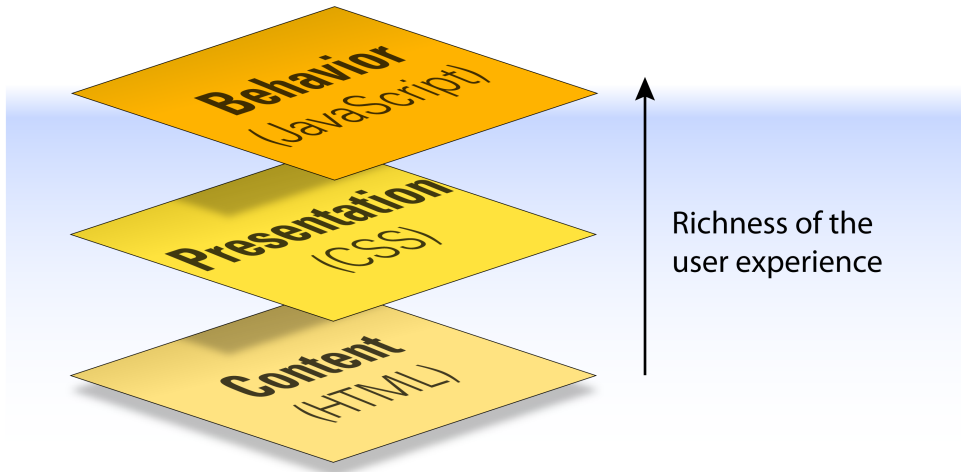 Behavior
(JavaScript)
Presentation
(CSS)
Content
(HTML)
Richness of the
user experience